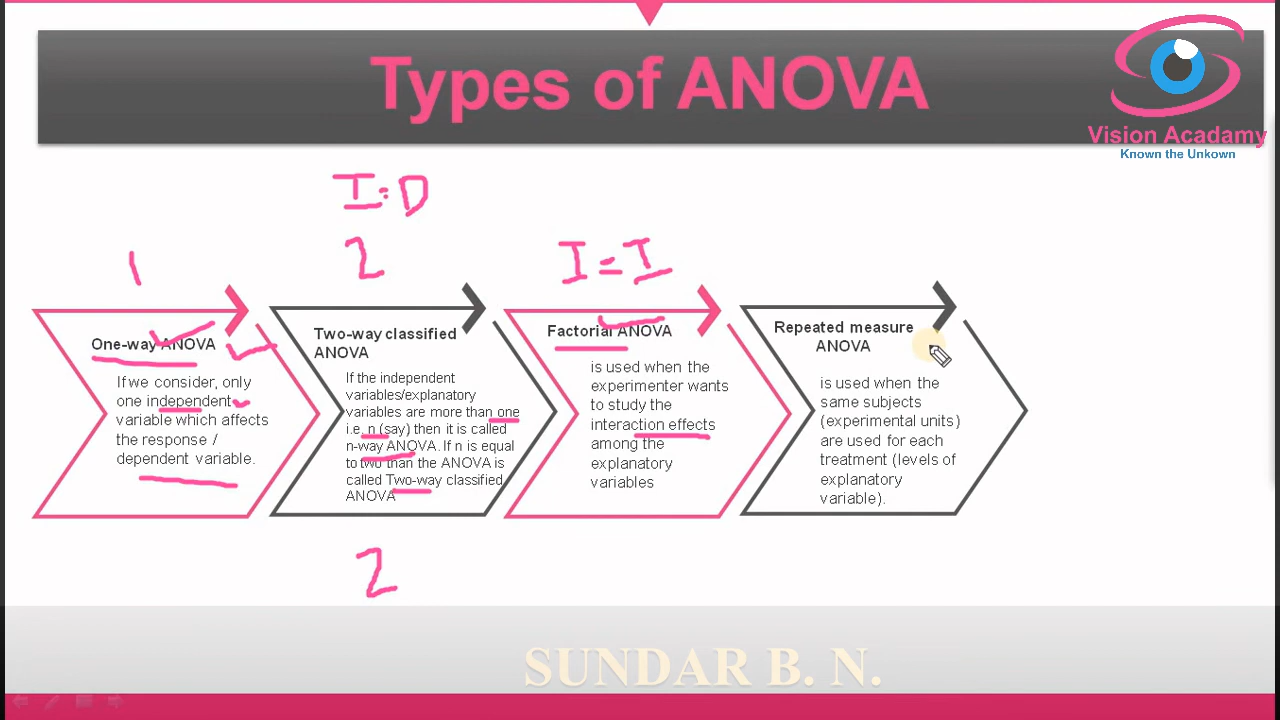 Types of ANOVA
Vision Acadamy
Known the Unkown
I = D
1
2
I = I
One-way ANOVA
If we consider, only
one independent
variable which affects
the response /
dependent variable.
Two-way classified
ANOVA
If the independent
variables/explanatory
variables are more than one
i.e. n (say) then it is called
n-way ANOVA. If n is equal
to two than the ANOVA is
called Two-way classified
ANOVA
2
Factorial ANOVA
is used when the
experimenter wants
to study the
interaction effects
among the
explanatory
variables
Repeated measure
ANOVA
is used when the
same subjects
(experimental units)
are used for each
treatment (levels of
explanatory
variable).
SUNDAR B. N.